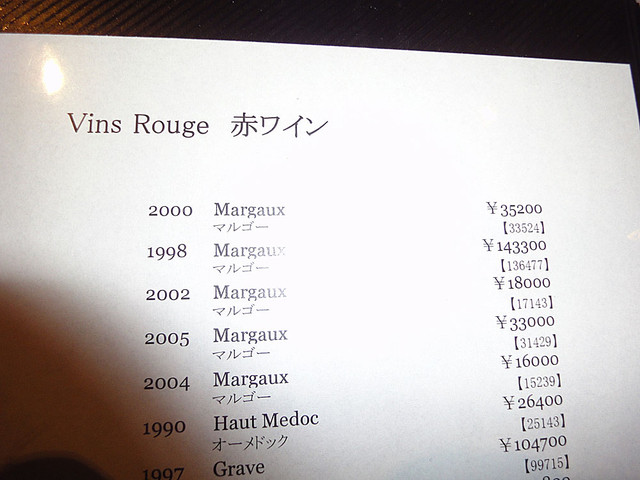 Vins Rouge 赤ワイン
2000 Margaux ¥35200
マルゴー 【33524】
1998 Margaux ¥143300
マルゴー 【136477】
2002 Margaux ¥18000
マルゴー 【17143】
2005 Margaux ¥33000
マルゴー 【31429】
2004 Margaux ¥16000
マルゴー 【15239】
1990 Haut Medoc ¥26400
オーメドック 【25143】
1997 Grave ¥104700
【99715】